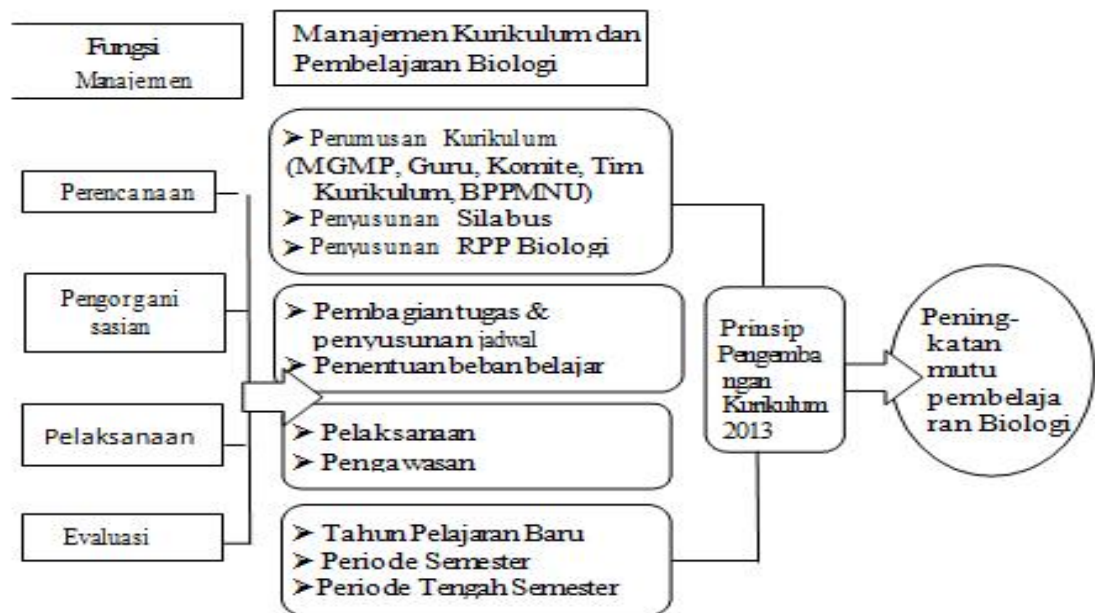 Fungsi
Manajemen
Manajemen Kurikulum dan
Pembelajaran Biologi
Perencanaan
Pengorgani
sasian
Pelaksanaan
Evaluasi
➢ Perumusan Kurikulum
(MGMP, Guru, Komite, Tim
Kurikulum, BPPMNU)
➢ Penyusunan Silabus
➢ Penyusunan RPP Biologi
➢ Pembagian tugas &
penyusunan jadwal
➢ Penentuan beban belajar
➢ Pelaksanaan
➢ Pengawasan
➢ Tahun Pelajaran Baru
➢ Periode Semester
➢ Periode Tengah Semester
Prinsip
Pengemba
ngan
Kurikulum
2013
Pening-
katan
mutu
pembelaja
ran Biologi